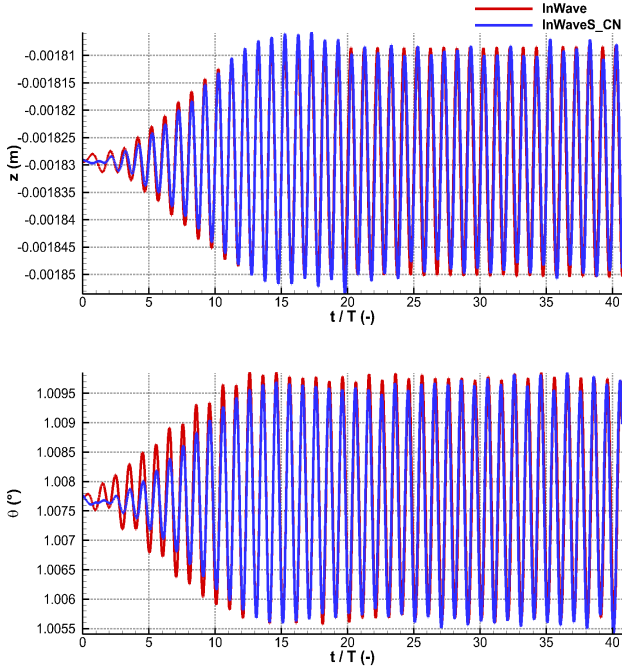 InWave
InWaveS_CN
-0.00181
-0.001815
-0.00182
-0.001825
-0.00183
-0.001835
-0.00184
-0.001845
-0.00185
z (m)
0 5 10 15 20 25 30 35 40
t / T (-)
1.0095
1.009
1.0085
1.008
1.0075
1.007
1.0065
1.006
1.0055
θ (°)
0 5 10 15 20 25 30 35 40
t / T (-)